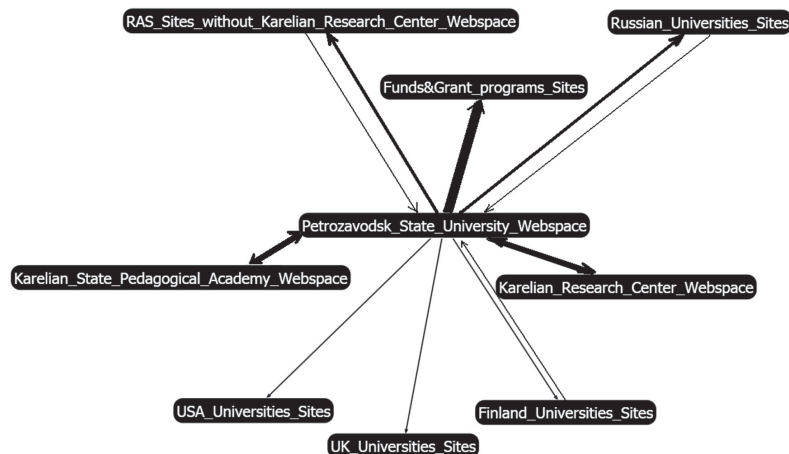 RAS_Sites_without_Karelian_Research_Center_Webspace
Russian_Universities_Sites
Funds&Grant_programs_Sites
Petrozavodsk_State_University_Webspace
Karelian_State_Pedagogical_Academy_Webspace
Karelian_Research_Center_Webspace
USA_Universities_Sites
Finland_Universities_Sites
UK_Universities_Sites